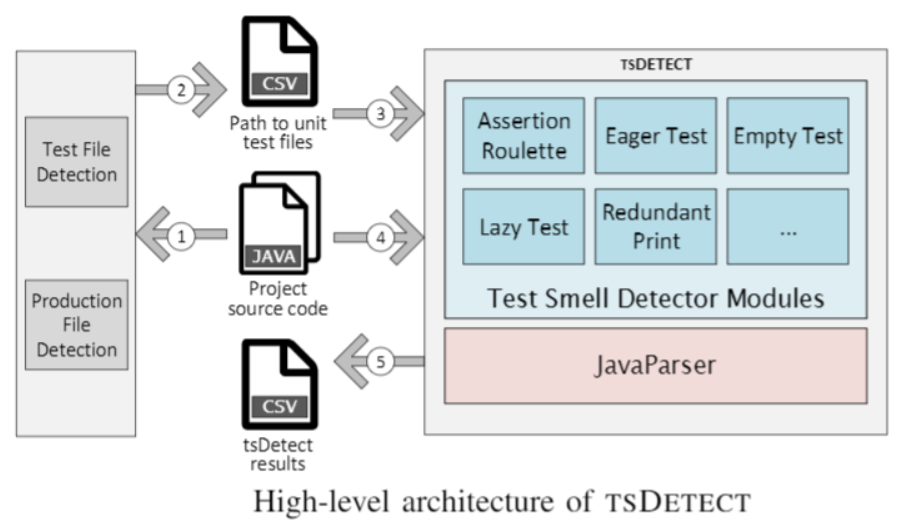 Test File
Detection
Production
File
Detection
2
CSV
Path to unit
test files
3
1
JAVA
Project
source code
4
CSV
tsDetect
results
5
TSDETECT
Assertion
Roulette
Eager Test
Empty Test
Lazy Test
Redundant
Print
...
Test Smell Detector Modules
JavaParser
High-level architecture of TSDETECT